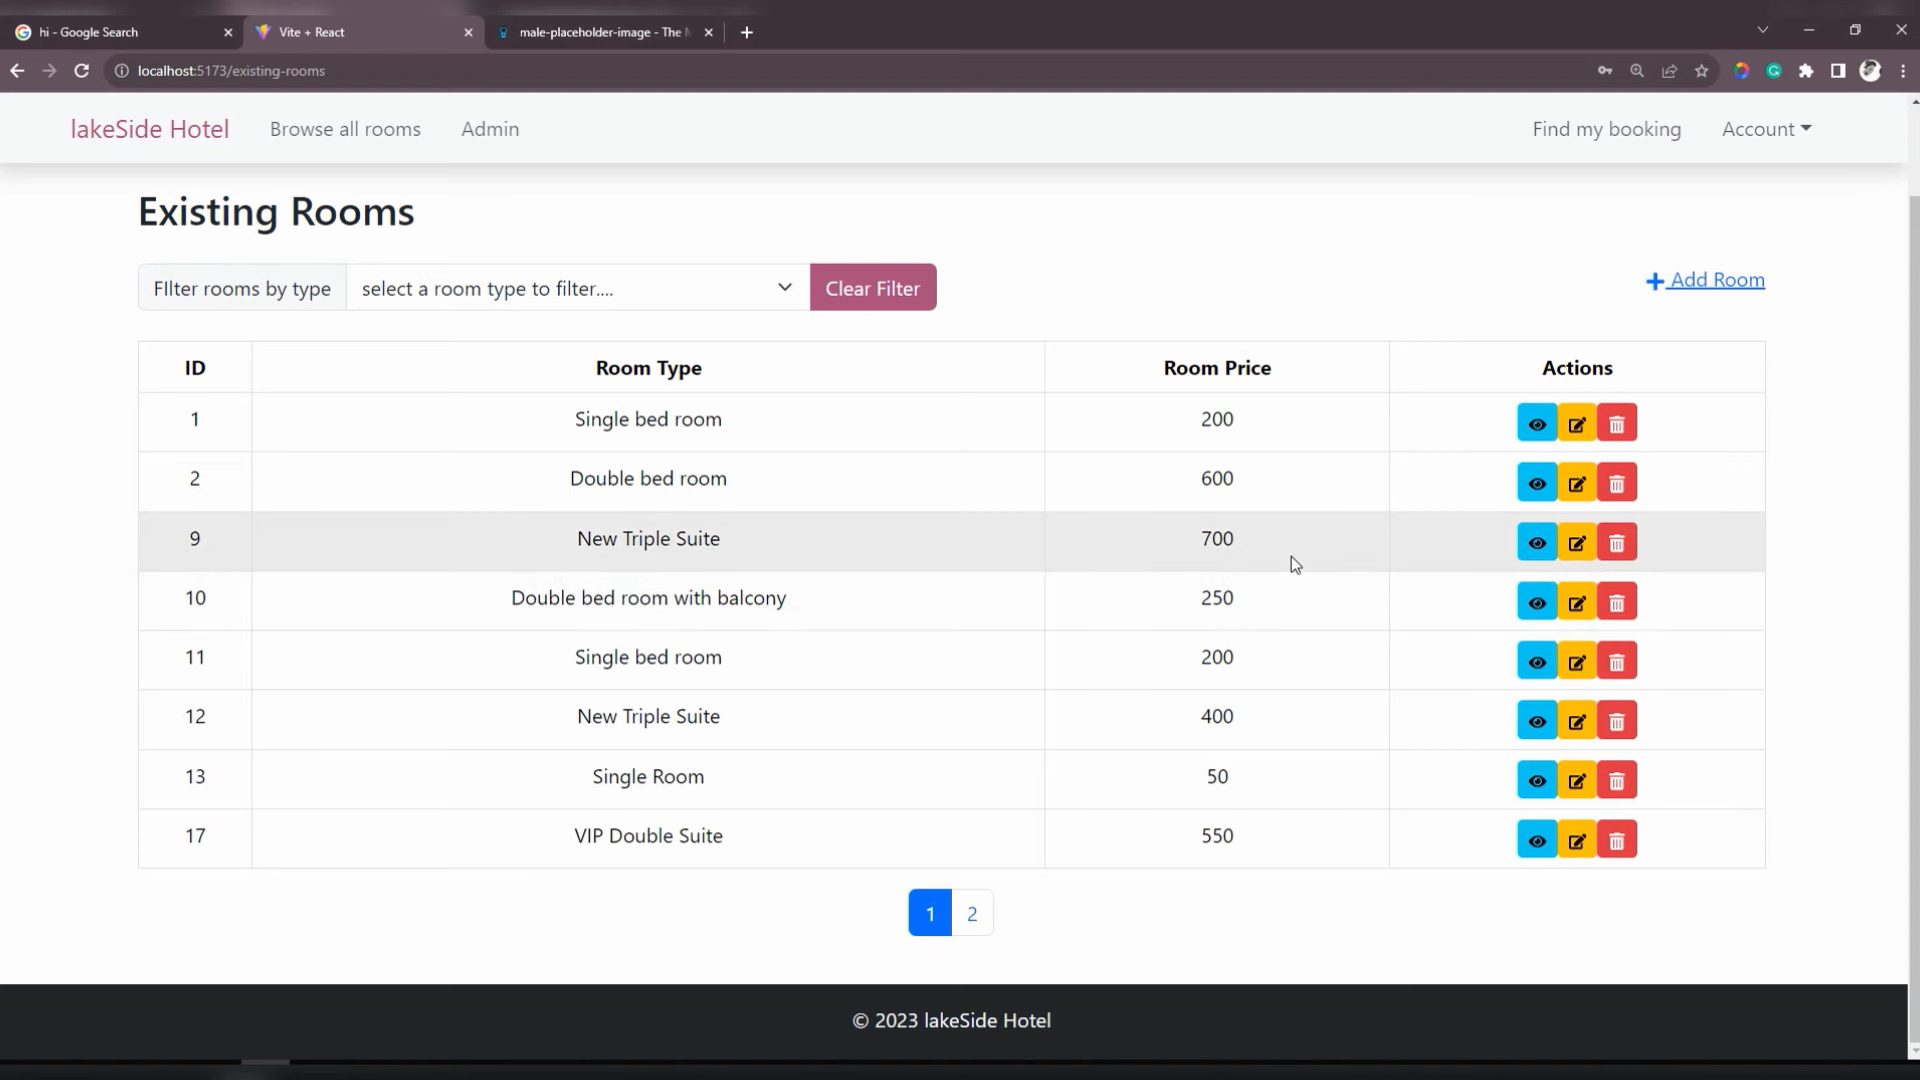 hi - Google Search
Vite + React
male-placeholder-image - The
localhost:5173/existing-rooms
lakeSide Hotel Browse all rooms Admin Find my booking Account
Existing Rooms
FIlter rooms by type select a room type to filter.... Clear Filter Add Room
ID Room Type Room Price Actions
1 Single bed room 200
2 Double bed room 600
9 New Triple Suite 700
10 Double bed room with balcony 250
11 Single bed room 200
12 New Triple Suite 400
13 Single Room 50
17 VIP Double Suite 550
1 2
© 2023 lakeSide Hotel